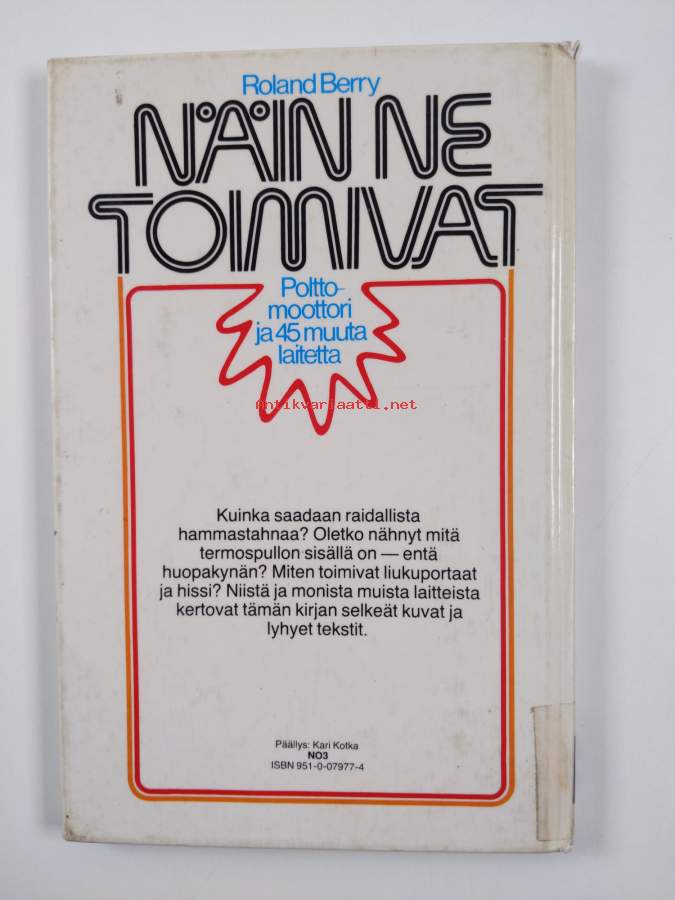 Roland Berry
NÄIN NE
TOIMIVAT
Poltto-
moottori
ja 45 muuta
laitetta
Antikvariaatti.net
Kuinka saadaan raidallista
hammastahnaa? Oletko nähnyt mitä
termospullon sisällä on — entä
huopakynän? Miten toimivat liukuportaat
ja hissi? Niistä ja monista muista laitteista
kertovat tämän kirjan selkeät kuvat ja
lyhyet tekstit.
Päällys: Kari Kotka
NO3
ISBN 951-0-07977-4